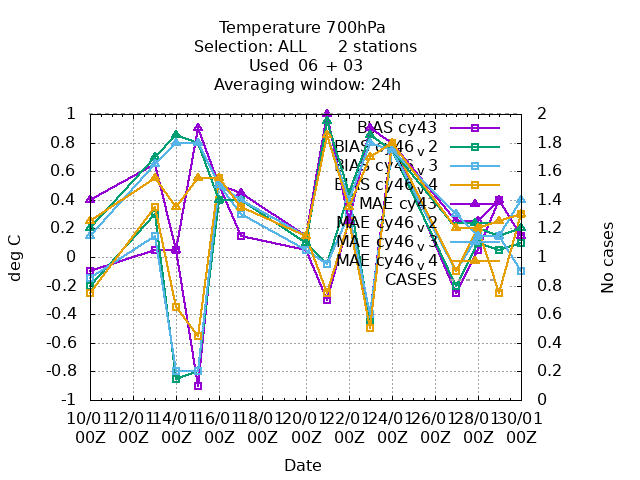 Temperature 700hPa
Selection: ALL 2 stations
Used 06 + 03
Averaging window: 24h
1 2
0.8 1.8
0.6 1.6
0.4 1.4
0.2 1.2
0 1
-0.2 0.8
-0.4 0.6
-0.6 0.4
-0.8 0.2
-1 0
BIAS cy43
BIAS cy46_v2
BIAS cy46_v3
BIAS cy46_v4
MAE cy43
MAE cy46_v2
MAE cy46_v3
MAE cy46_v4
CASES
deg C
No cases
10/01 12/01 14/01 16/01 18/01 20/01 22/01 24/01 26/01 28/01 30/01
00Z 00Z 00Z 00Z 00Z 00Z 00Z 00Z 00Z 00Z 00Z
Date